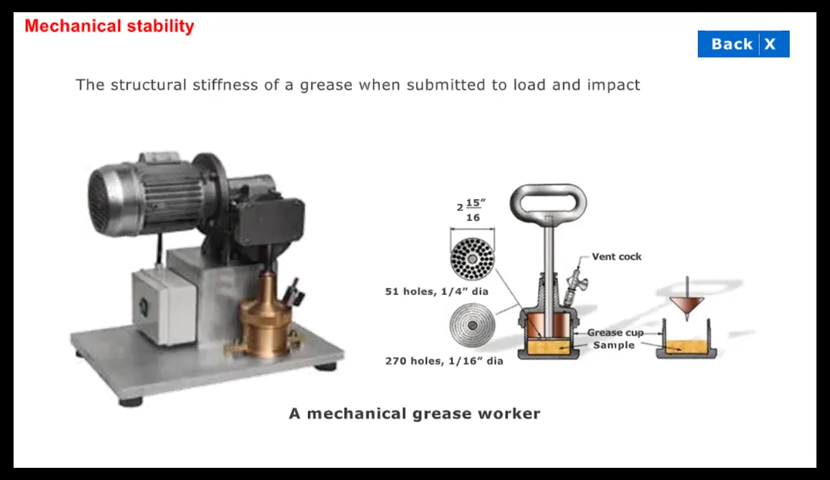 Mechanical stability
Back X
The structural stiffness of a grease when submitted to load and impact
2 15"
16
Vent cock
51 holes, 1/4" dia
Grease cup
Sample
270 holes, 1/16" dia
A mechanical grease worker